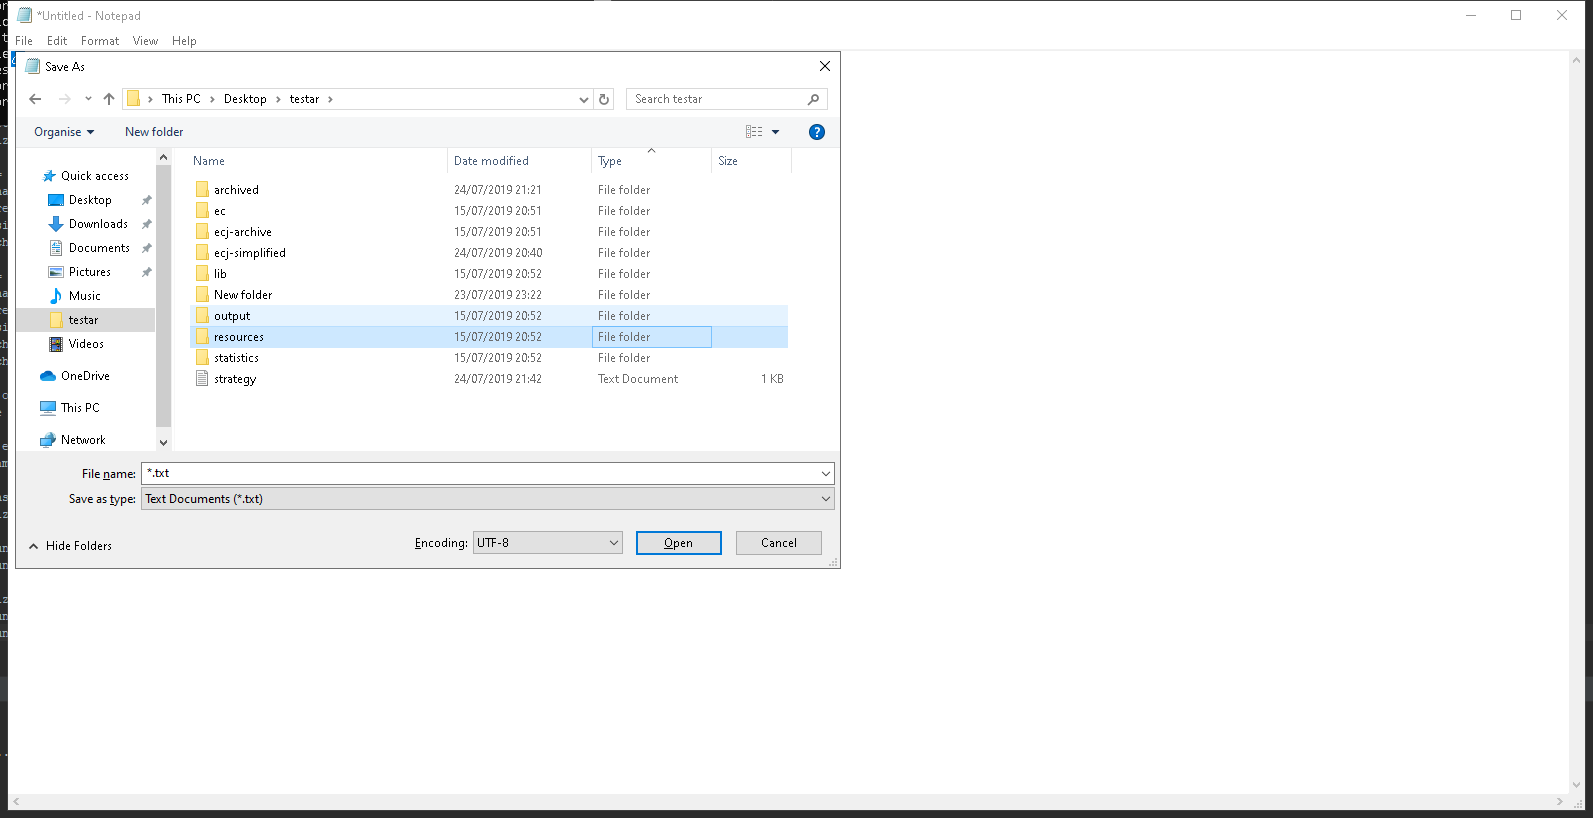 *Untitled - Notepad
File Edit Format View Help
Save As
This PC Desktop testar
Search testar
Organise New folder
Name Date modified Type Size
Quick access
Desktop
Downloads
Documents
Pictures
Music
testar
Videos
OneDrive
This PC
Network
archived 24/07/2019 21:21 File folder
ec 15/07/2019 20:51 File folder
ecj-archive 15/07/2019 20:51 File folder
ecj-simplified 24/07/2019 20:40 File folder
lib 15/07/2019 20:52 File folder
New folder 23/07/2019 23:22 File folder
output 15/07/2019 20:52 File folder
resources 15/07/2019 20:52 File folder
statistics 15/07/2019 20:52 File folder
strategy 24/07/2019 21:42 Text Document 1 KB
File name: *.txt
Save as type: Text Documents (*.txt)
Hide Folders
Encoding: UTF-8 Open Cancel